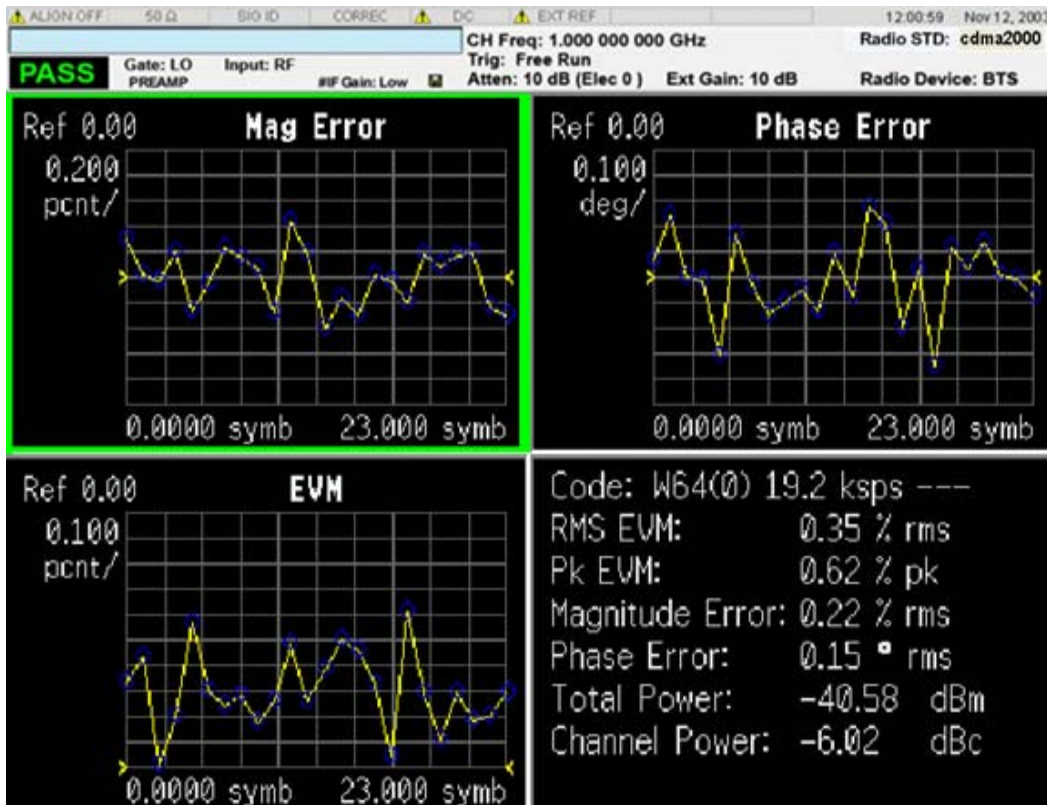 ALIGN OFF 50 Ω SIG ID CORREC DC EXT REF 12:00:59 Nov 12, 2003
CH Freq: 1.000 000 000 GHz Radio STD: cdma2000
PASS Gate: LO Input: RF Trig: Free Run
PREAMP #IF Gain: Low Atten: 10 dB (Elec 0 ) Ext Gain: 10 dB Radio Device: BTS
Ref 0.00 Mag Error
0.200
pcnt/
0.0000 symb 23.000 symb
Ref 0.00 Phase Error
0.100
deg/
0.0000 symb 23.000 symb
Ref 0.00 EVM
0.100
pcnt/
0.0000 symb 23.000 symb
Code: W64(0) 19.2 ksps ---
RMS EVM: 0.35 % rms
Pk EVM: 0.62 % pk
Magnitude Error: 0.22 % rms
Phase Error: 0.15 ° rms
Total Power: -40.58 dBm
Channel Power: -6.02 dBc